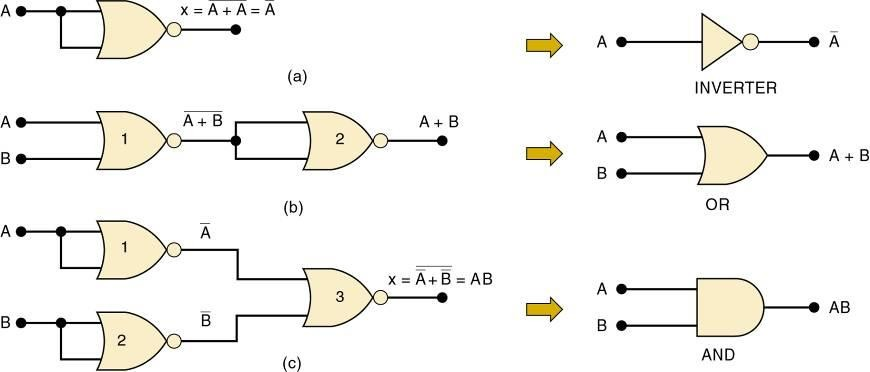 A x = A̅ ̅+̅ ̅A̅ = A̅
(a)
A A̅
INVERTER
A
B
1
A̅ ̅+̅ ̅B̅
2
A + B
(b)
A
B
A + B
OR
A
1
A̅
B
2
B̅
3
x = A̅̅ ̅+̅ ̅B̅̅ = AB
(c)
A
B
AB
AND